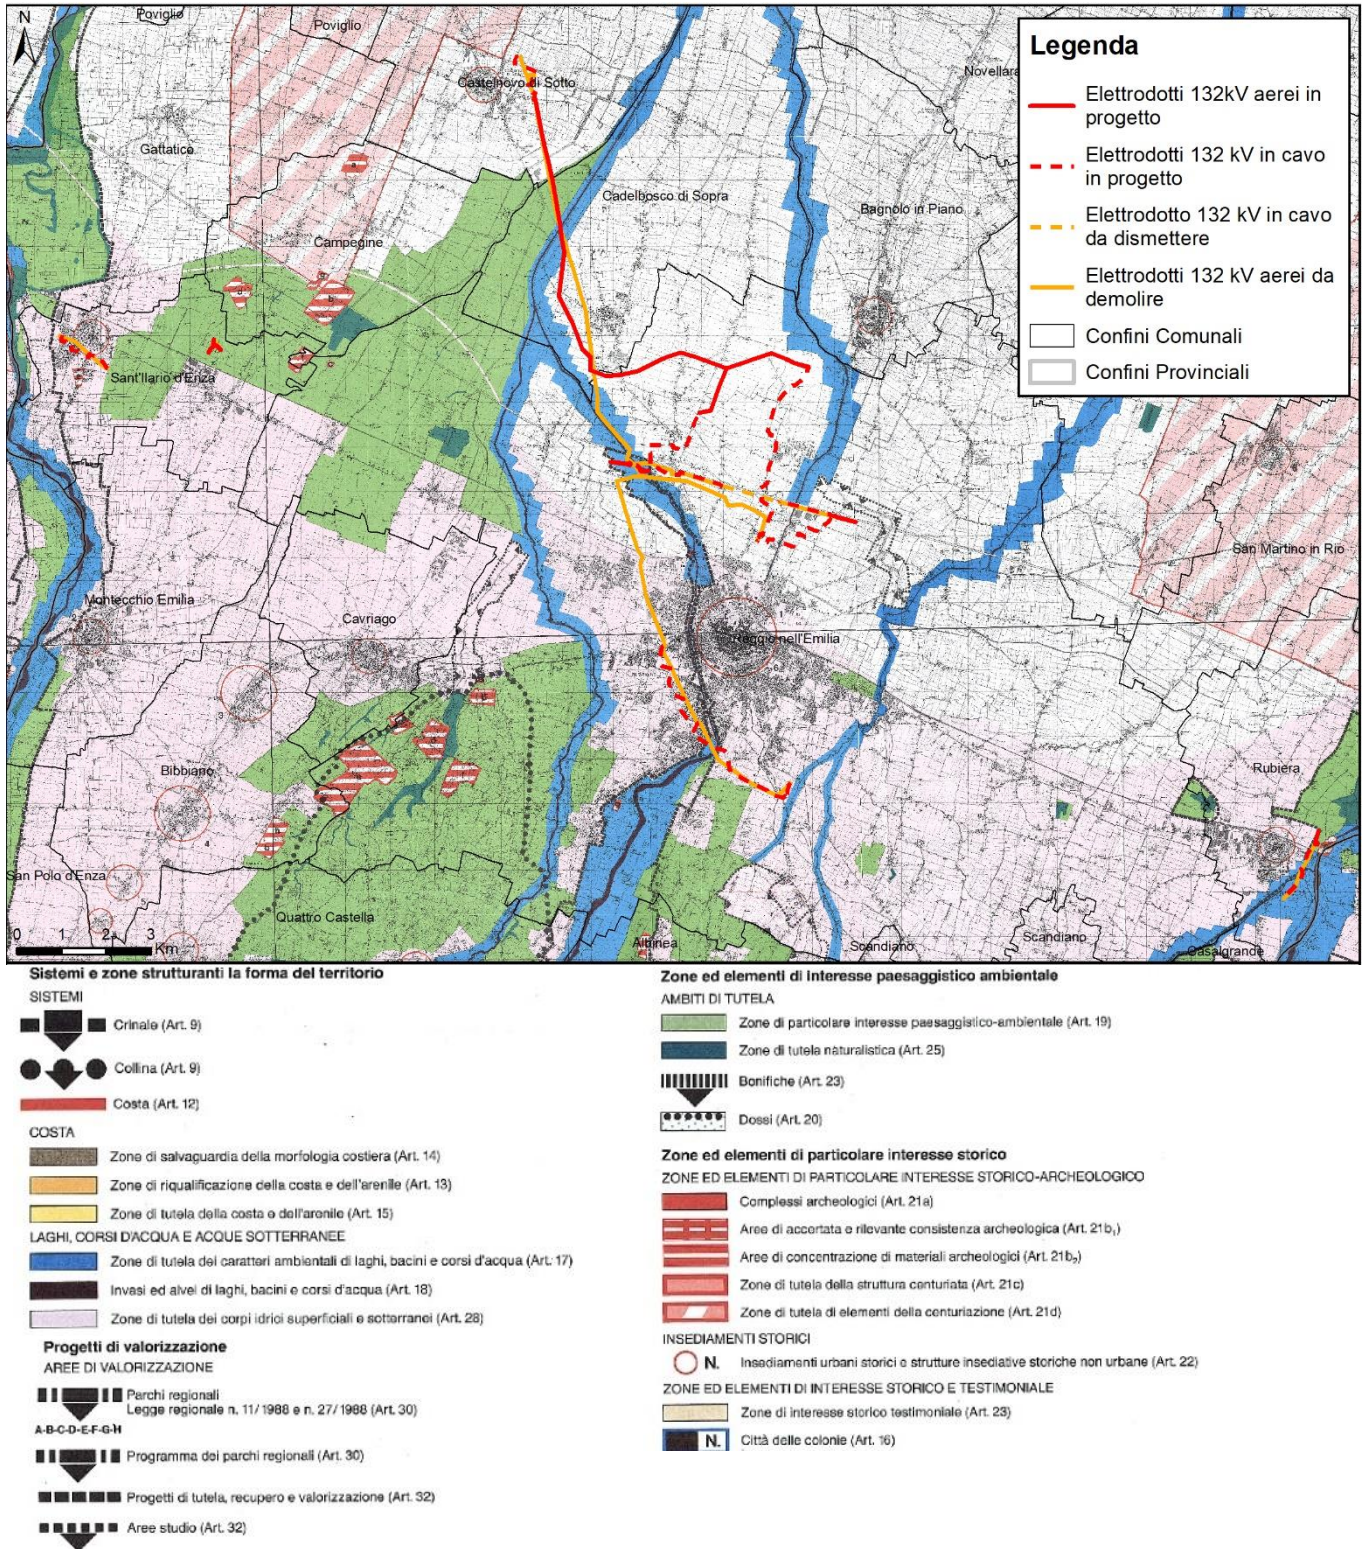 N
Poviglio
Poviglio
Castelnovo di Sotto
Novellara
Gattatico
Campegine
Cadelbosco di Sopra
Bagnolo in Piano
Sant'Ilario d'Enza
San Martino in Rio
Montecchio Emilia
Cavriago
Reggio nell'Emilia
Bibbiano
Rubiera
San Polo d'Enza
Quattro Castella
Albinea
Scandiano
Scandiano
Casalgrande
0 1 2 3
Km
Legenda
Elettrodotti 132kV aerei in
progetto
Elettrodotti 132 kV in cavo
in progetto
Elettrodotto 132 kV in cavo
da dismettere
Elettrodotti 132 kV aerei da
demolire
Confini Comunali
Confini Provinciali
Sistemi e zone strutturanti la forma del territorio
SISTEMI
Crinale (Art. 9)
Collina (Art. 9)
Costa (Art. 12)
COSTA
Zone di salvaguardia della morfologia costiera (Art. 14)
Zone di riqualificazione della costa e dell'arenile (Art. 13)
Zone di tutela della costa e dell'arenile (Art. 15)
LAGHI, CORSI D'ACQUA E ACQUE SOTTERRANEE
Zone di tutela dei caratteri ambientali di laghi, bacini e corsi d'acqua (Art. 17)
Invasi ed alvei di laghi, bacini e corsi d'acqua (Art. 18)
Zone di tutela dei corpi idrici superficiali e sotterranei (Art. 28)
Progetti di valorizzazione
AREE DI VALORIZZAZIONE
Parchi regionali
Legge regionale n. 11/1988 e n. 27/1988 (Art. 30)
A-B-C-D-E-F-G-H
Programma dei parchi regionali (Art. 30)
Progetti di tutela, recupero e valorizzazione (Art. 32)
Aree studio (Art. 32)
Zone ed elementi di interesse paesaggistico ambientale
AMBITI DI TUTELA
Zone di particolare interesse paesaggistico-ambientale (Art. 19)
Zone di tutela naturalistica (Art. 25)
Bonifiche (Art. 23)
Dossi (Art. 20)
Zone ed elementi di particolare interesse storico
ZONE ED ELEMENTI DI PARTICOLARE INTERESSE STORICO-ARCHEOLOGICO
Complessi archeologici (Art. 21a)
Aree di accertata e rilevante consistenza archeologica (Art. 21b₁)
Aree di concentrazione di materiali archeologici (Art. 21b₂)
Zone di tutela della struttura centuriata (Art. 21c)
Zone di tutela di elementi della centuriazione (Art. 21d)
INSEDIAMENTI STORICI
N. Insediamenti urbani storici e strutture insediative storiche non urbane (Art. 22)
ZONE ED ELEMENTI DI INTERESSE STORICO E TESTIMONIALE
Zone di interesse storico testimoniale (Art. 23)
N. Città delle colonie (Art. 16)